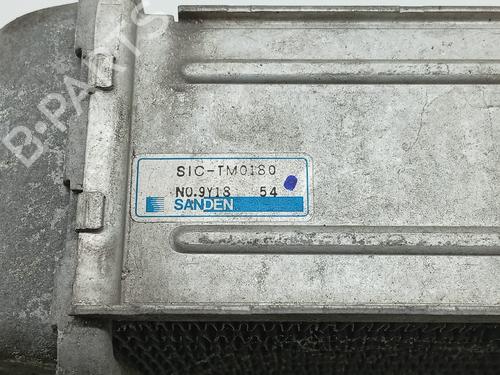 B-PARTS
SIC-TM0180
NO.9Y18 54
SANDEN